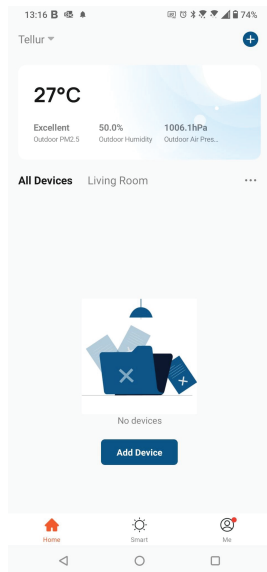 13:16 B 74%
Tellur
27°C
Excellent 50.0% 1006.1hPa
Outdoor PM2.5 Outdoor Humidity Outdoor Air Pres...
All Devices Living Room ...
No devices
Add Device
Home Smart Me